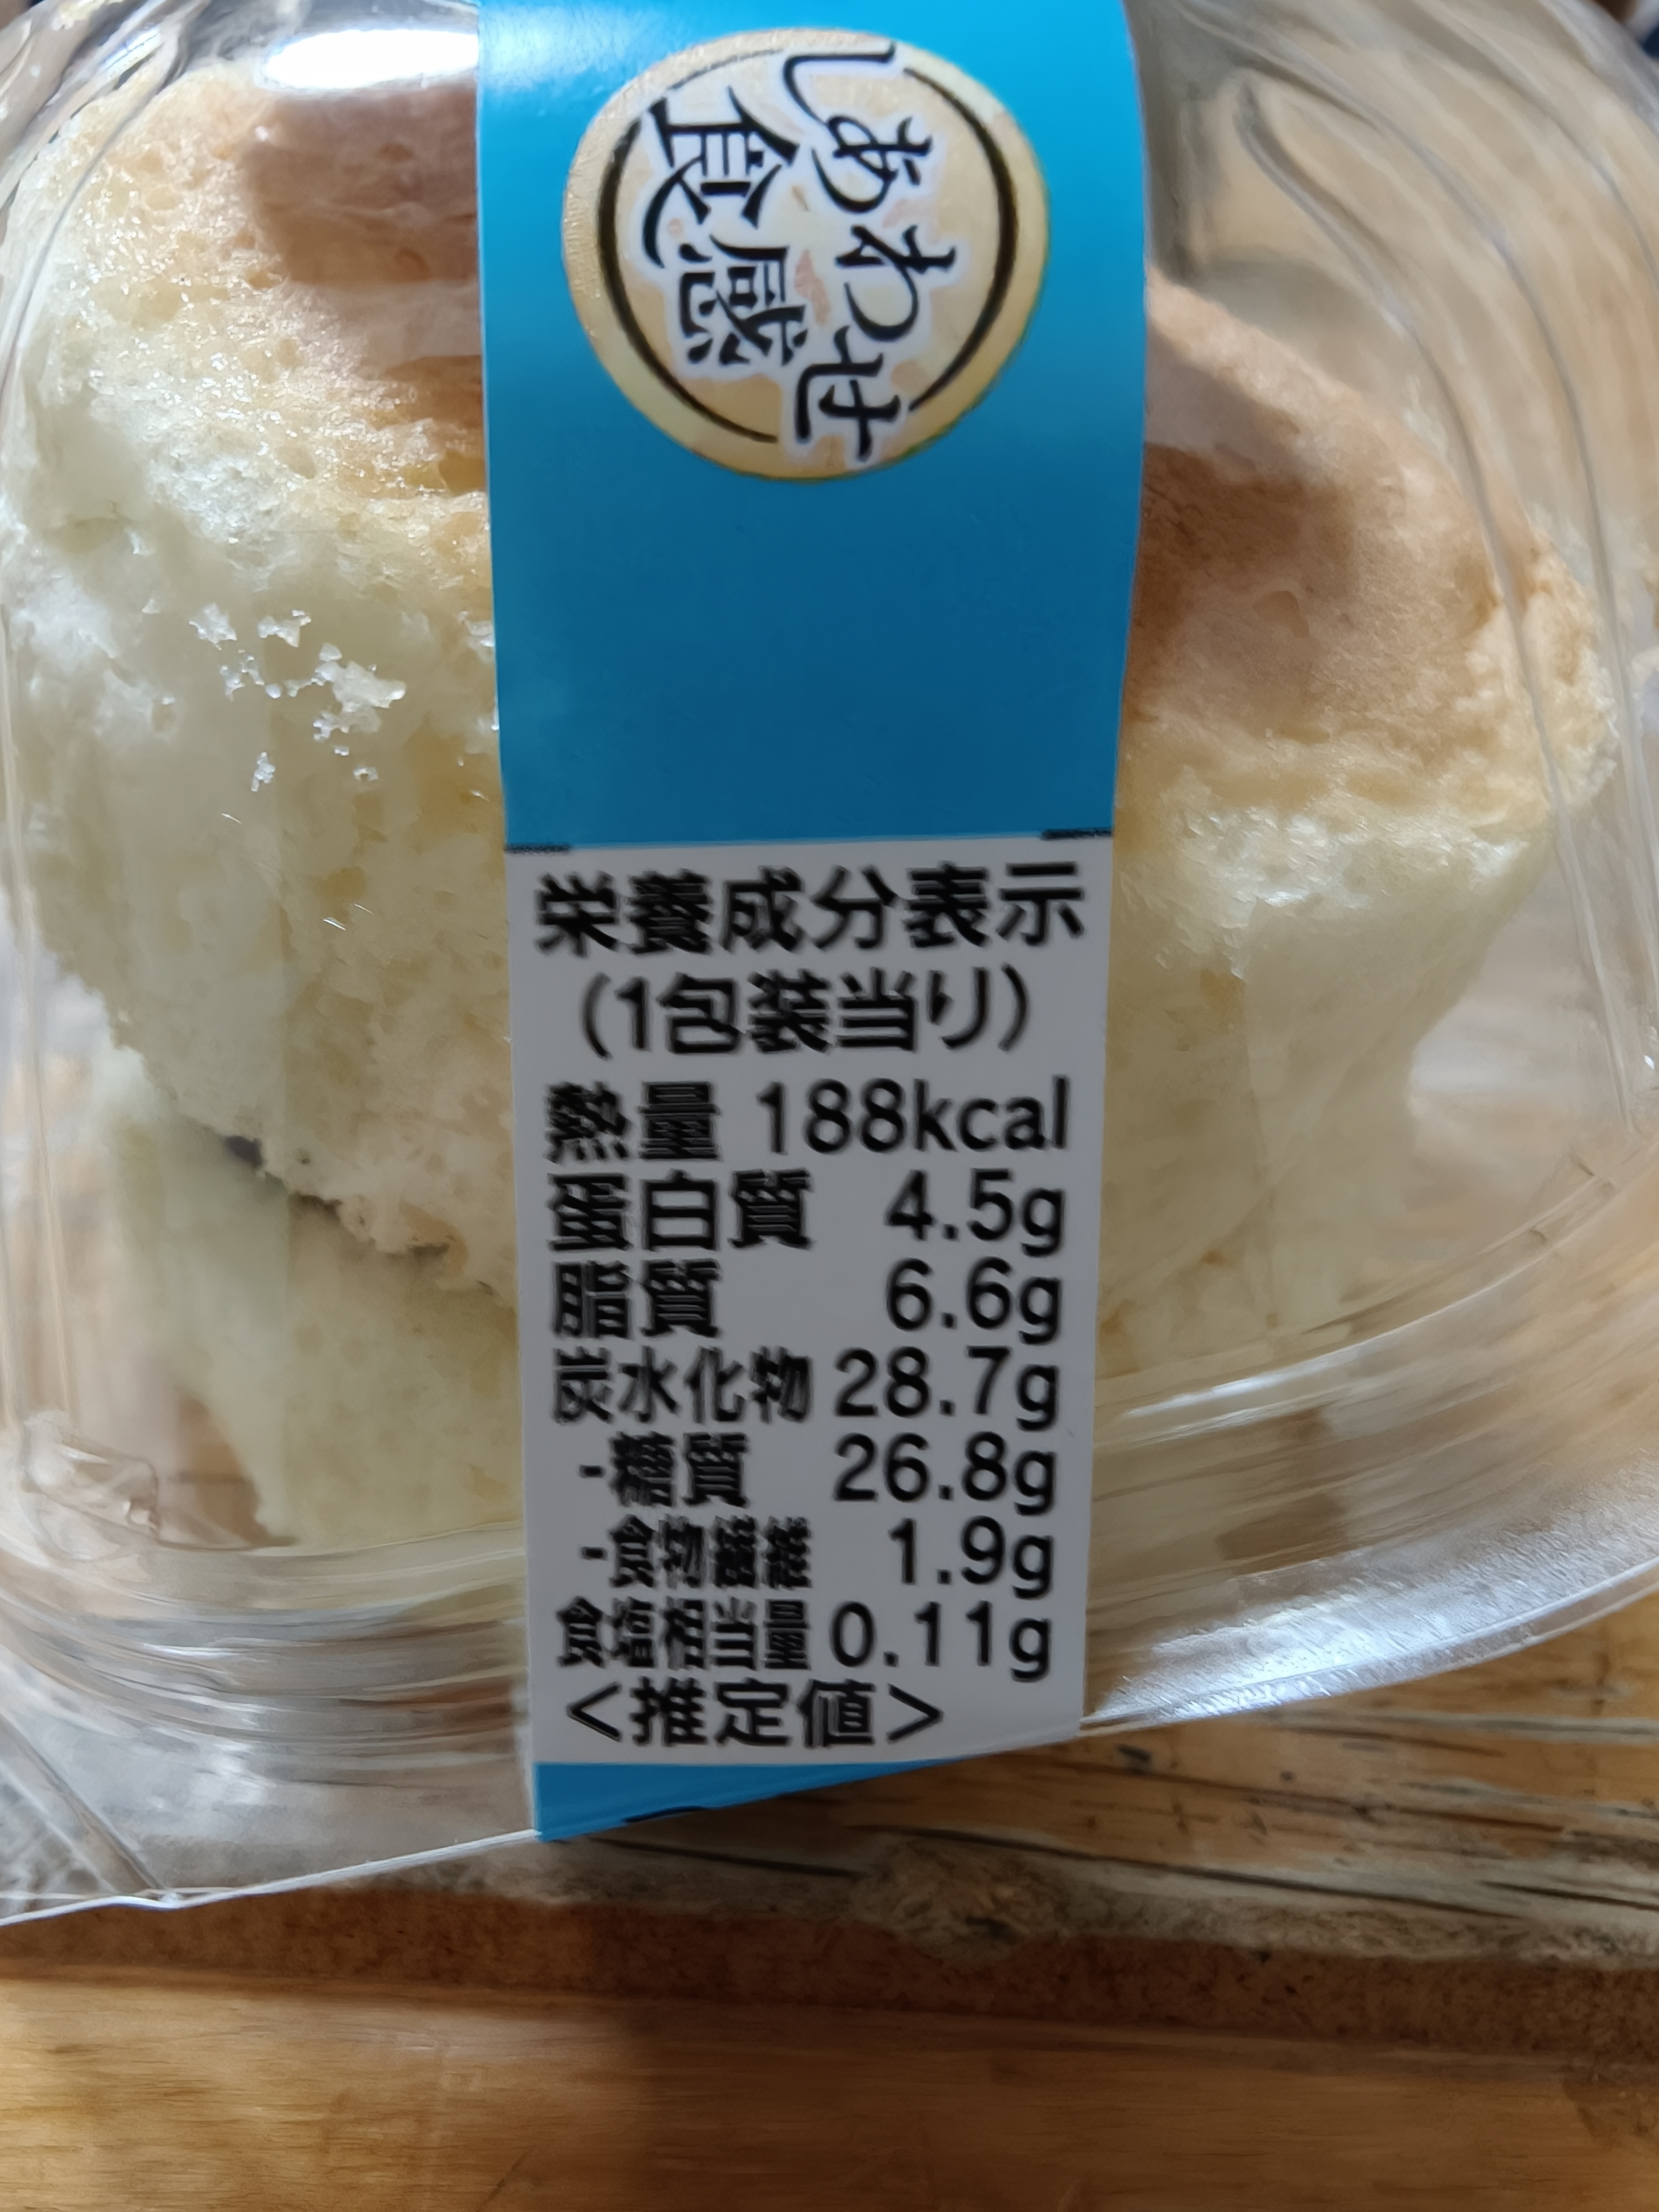 しあわせ
食感
栄養成分表示
(1包装当り)
熱量 188kcal
蛋白質 4.5g
脂質 6.6g
炭水化物 28.7g
-糖質 26.8g
-食物繊維 1.9g
食塩相当量 0.11g
<推定値>